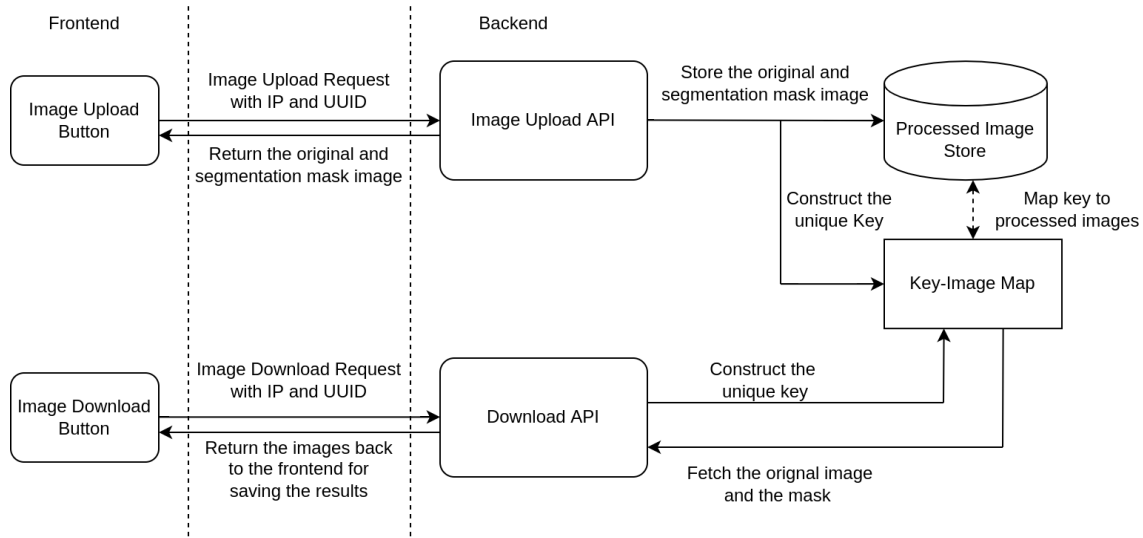 Frontend
Backend
Image Upload
Button
Image Upload Request
with IP and UUID
Return the original and
segmentation mask image
Image Upload API
Store the original and
segmentation mask image
Processed Image
Store
Construct the
unique Key
Map key to
processed images
Key-Image Map
Image Download
Button
Image Download Request
with IP and UUID
Return the images back
to the frontend for
saving the results
Download API
Construct the
unique key
Fetch the orignal image
and the mask